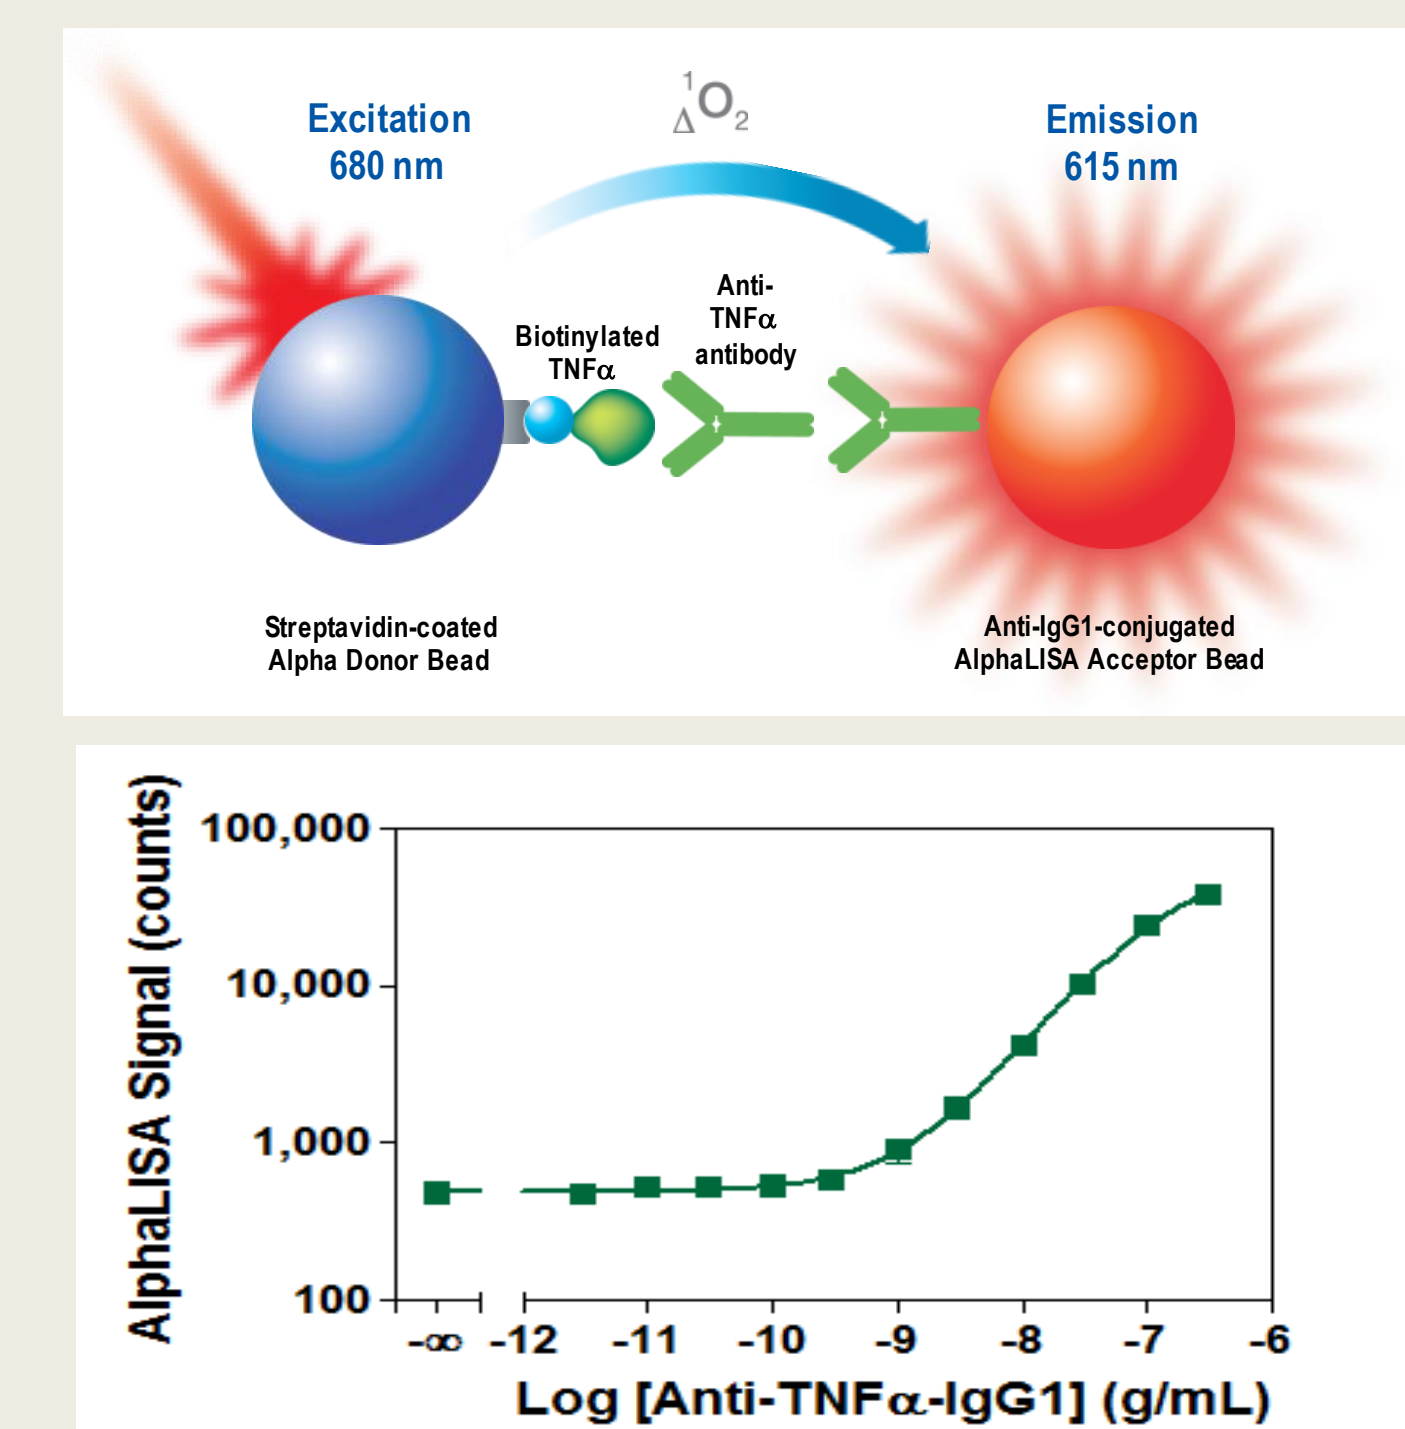 Excitation
680 nm
¹ΔO₂
Emission
615 nm
Biotinylated
TNFα
Anti-
TNFα
antibody
Streptavidin-coated
Alpha Donor Bead
Anti-IgG1-conjugated
AlphaLISA Acceptor Bead
AlphaLISA Signal (counts)
100,000
10,000
1,000
100
-∞ -12 -11 -10 -9 -8 -7 -6
Log [Anti-TNFα-IgG1] (g/mL)